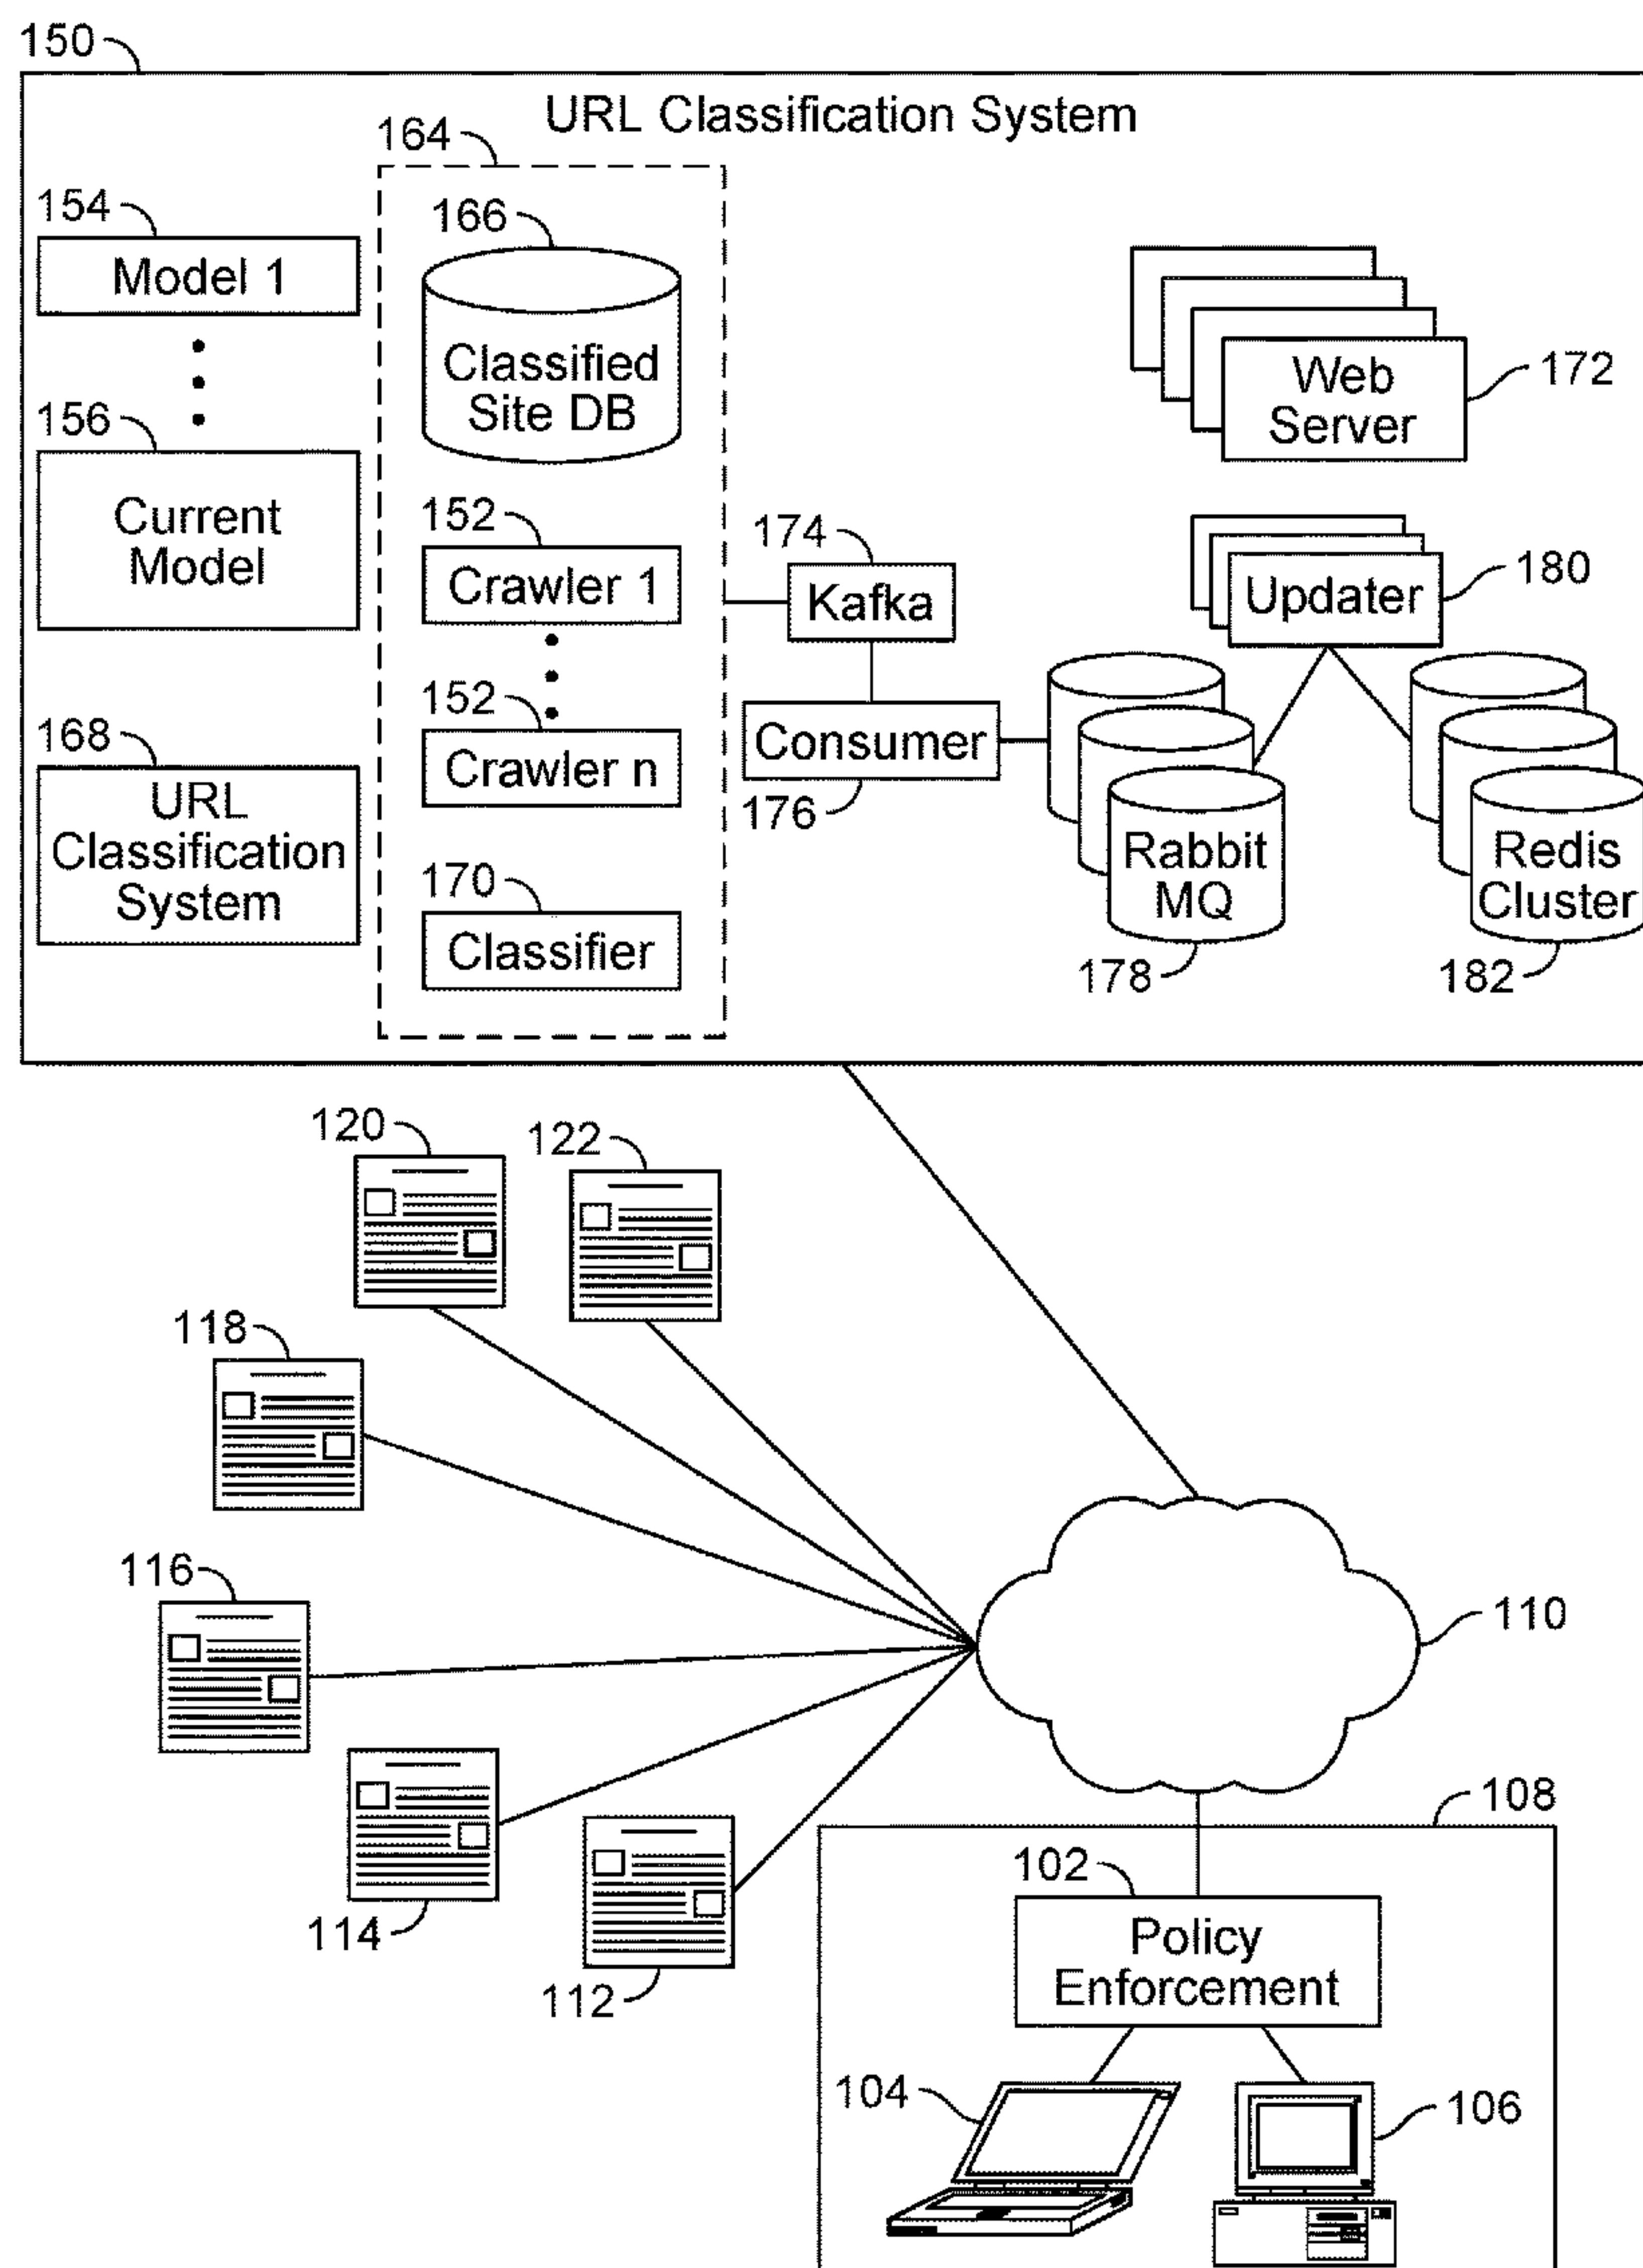 150
URL Classification System
164
154
166
Model 1
Classified
Site DB
Web
Server
172
156
Current
Model
152
Crawler 1
174
Kafka
Updater
180
152
Crawler n
Consumer
176
168
URL
Classification
System
Rabbit
MQ
Redis
Cluster
170
Classifier
178
182
120
122
118
116
110
114
112
108
102
Policy
Enforcement
104
106